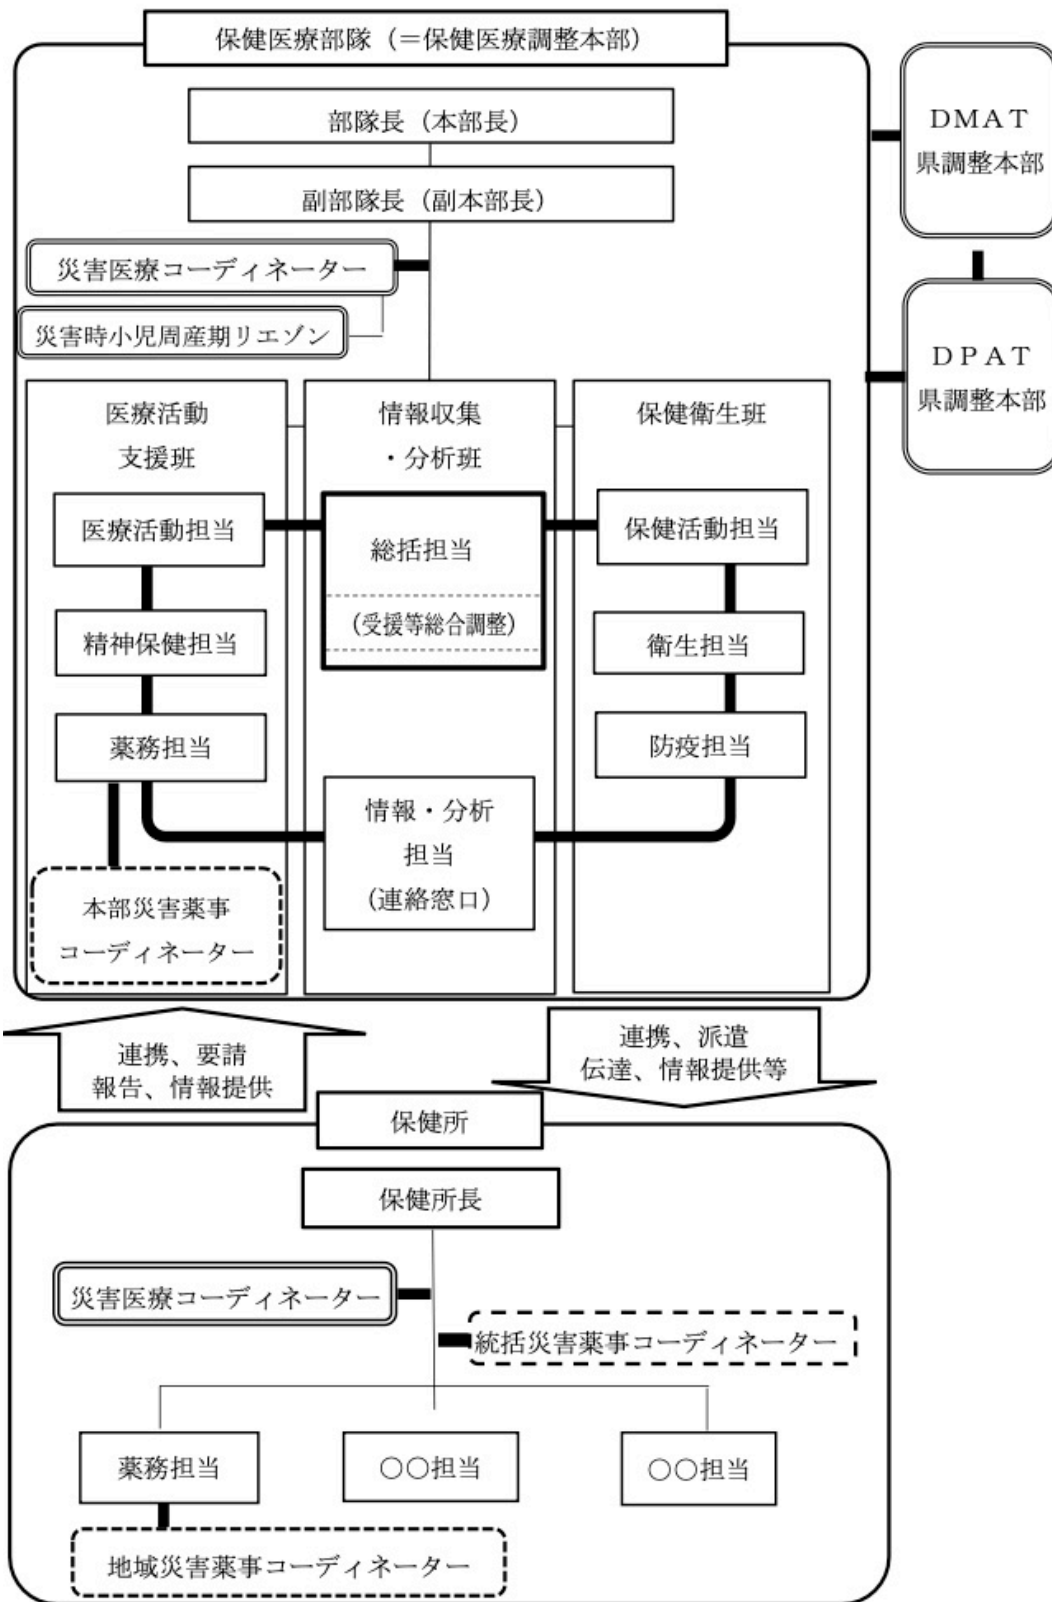 保健医療部隊（＝保健医療調整本部）
部隊長（本部長）
副部隊長（副本部長）
災害医療コーディネーター
災害時小児周産期リエゾン
DMAT
県調整本部
DPAT
県調整本部
医療活動
支援班
医療活動担当
精神保健担当
薬務担当
本部災害薬事
コーディネーター
情報収集
・分析班
総括担当
（受援等総合調整）
情報・分析
担当
（連絡窓口）
保健衛生班
保健活動担当
衛生担当
防疫担当
連携、要請
報告、情報提供
連携、派遣
伝達、情報提供等
保健所
保健所長
災害医療コーディネーター
統括災害薬事コーディネーター
薬務担当
〇〇担当
〇〇担当
地域災害薬事コーディネーター